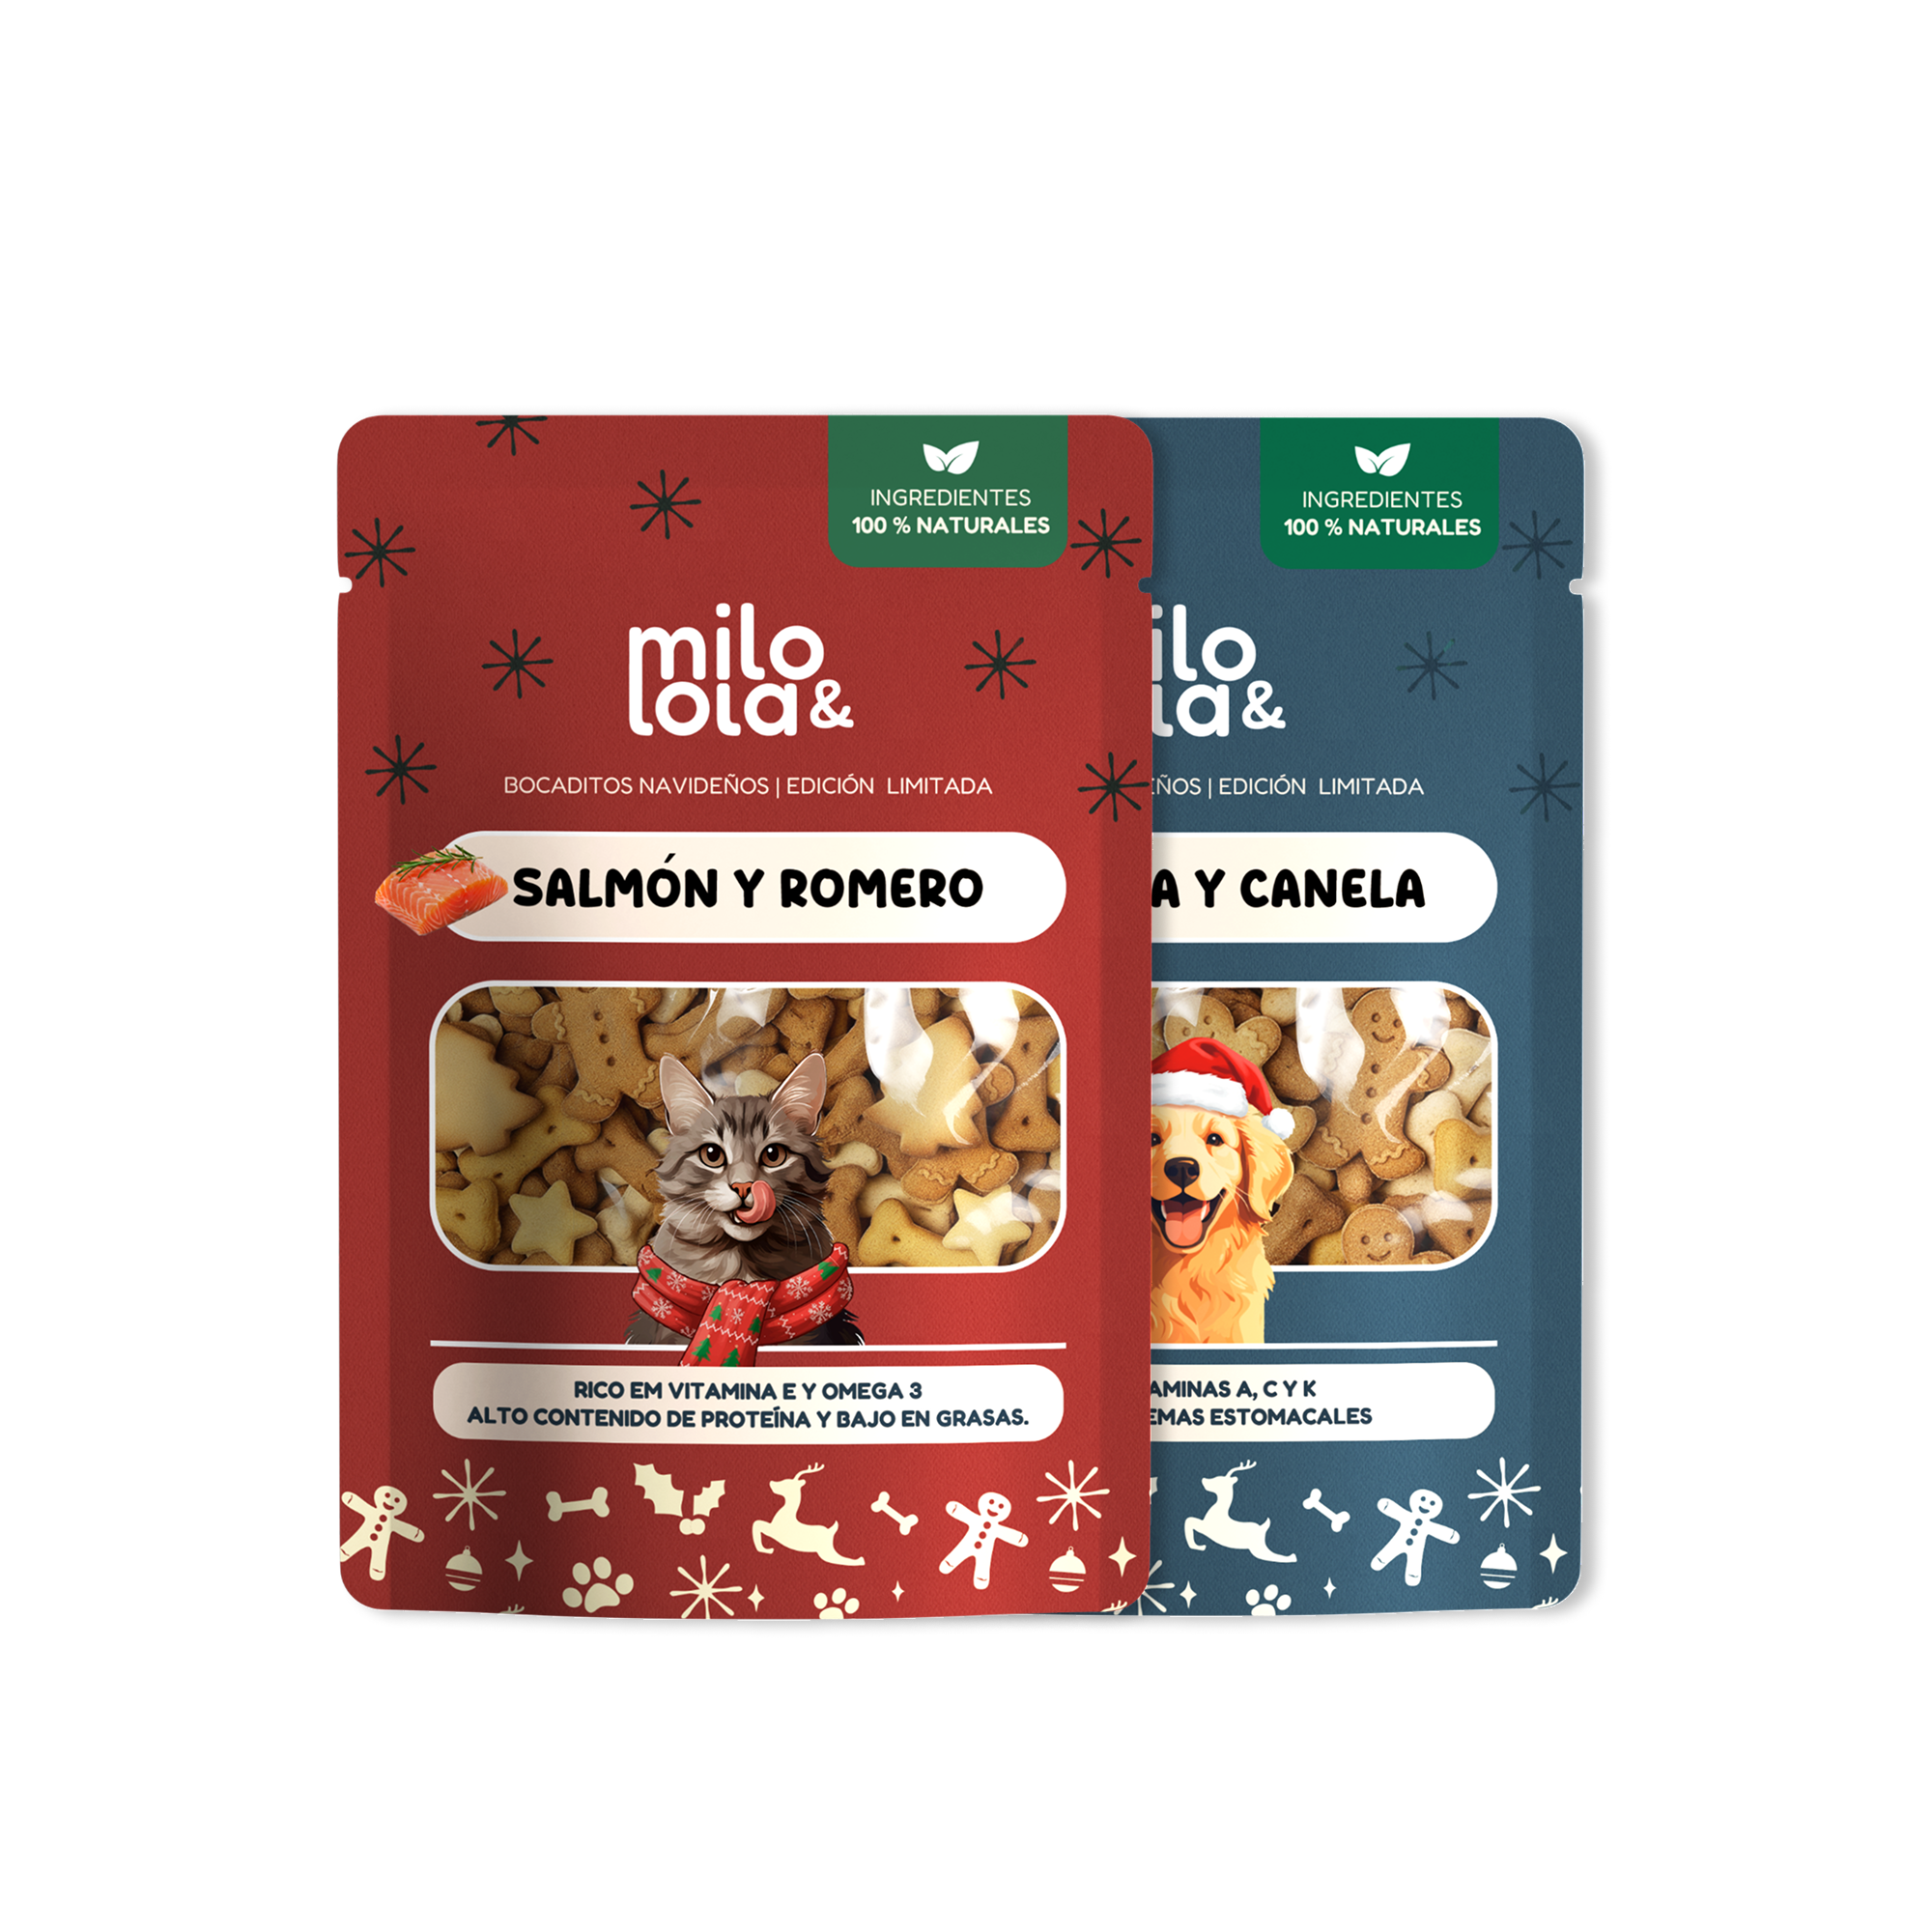 INGREDIENTES
100 % NATURALES
milo
lola&
BOCADITOS NAVIDEÑOS | EDICIÓN LIMITADA
SALMÓN Y ROMERO
RICO EM VITAMINA E Y OMEGA 3
ALTO CONTENIDO DE PROTEÍNA Y BAJO EN GRASAS.
INGREDIENTES
100 % NATURALES
ilo
la&
EÑOS | EDICIÓN LIMITADA
A Y CANELA
AMINAS A, C Y K
EMAS ESTOMACALES